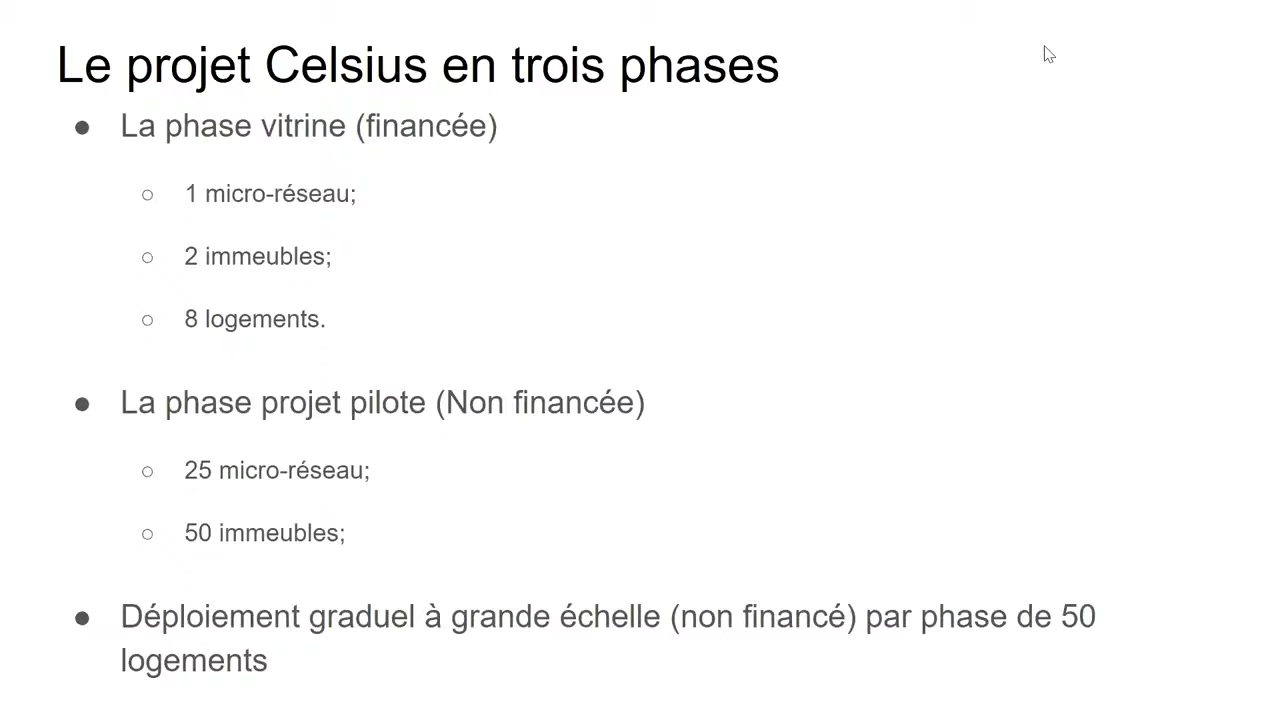 Le projet Celsius en trois phases
● La phase vitrine (financée)
○ 1 micro-réseau;
○ 2 immeubles;
○ 8 logements.
● La phase projet pilote (Non financée)
○ 25 micro-réseau;
○ 50 immeubles;
● Déploiement graduel à grande échelle (non financé) par phase de 50
logements